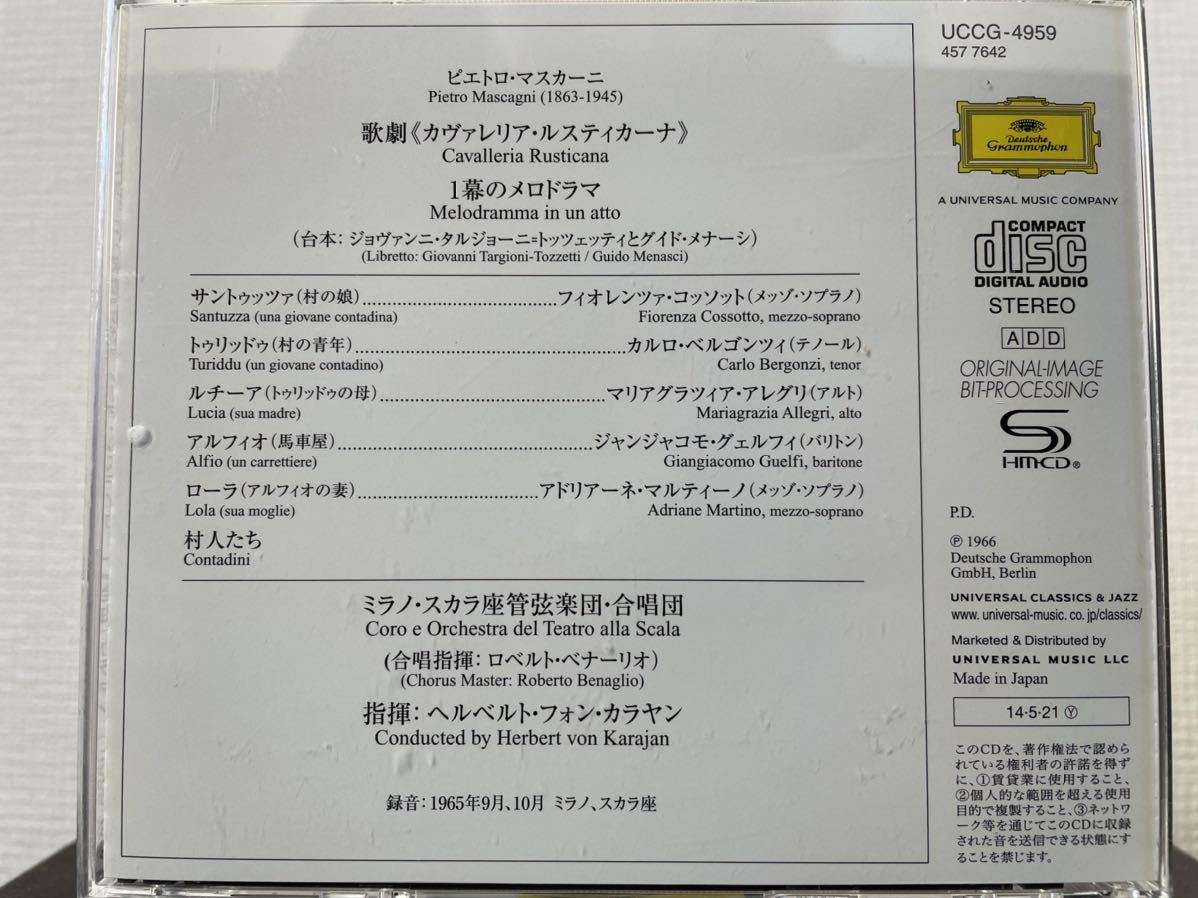 ピエトロ・マスカーニ
Pietro Mascagni (1863-1945)
歌劇《カヴァレリア・ルスティカーナ》
Cavalleria Rusticana
1幕のメロドラマ
Melodramma in un atto
(台本：ジョヴァンニ・タルジョーニ=トッツェッティとグイド・メナーシ)
(Libretto: Giovanni Targioni-Tozzetti / Guido Menasci)
サントゥッツァ(村の娘)..............................フィオレンツァ・コッソット(メッゾ・ソプラノ)
Santuzza (una giovane contadina) Fiorenza Cossotto, mezzo-soprano
トゥリッドゥ(村の青年)..............................カルロ・ベルゴンツィ(テノール)
Turiddu (un giovane contadino) Carlo Bergonzi, tenor
ルチーア(トゥリッドゥの母)..............................マリアグラツィア・アレグリ(アルト)
Lucia (sua madre) Mariagrazia Allegri, alto
アルフィオ(馬車屋)..............................ジャンジャコモ・グェルフィ(バリトン)
Alfio (un carrettiere) Giangiacomo Guelfi, baritone
ローラ(アルフィオの妻)..............................アドリアーネ・マルティーノ(メッゾ・ソプラノ)
Lola (sua moglie) Adriane Martino, mezzo-soprano
村人たち
Contadini
ミラノ・スカラ座管弦楽団・合唱団
Coro e Orchestra del Teatro alla Scala
(合唱指揮：ロベルト・ベナーリオ)
(Chorus Master: Roberto Benaglio)
指揮：ヘルベルト・フォン・カラヤン
Conducted by Herbert von Karajan
録音：1965年9月、10月 ミラノ、スカラ座
UCCG-4959
457 7642
Deutsche
Grammophon
A UNIVERSAL MUSIC COMPANY
COMPACT
disc
DIGITAL AUDIO
STEREO
ADD
ORIGINAL-IMAGE
BIT-PROCESSING
SHM-CD®
P.D.
℗ 1966
Deutsche Grammophon
GmbH, Berlin
UNIVERSAL CLASSICS & JAZZ
www. universal-music. co. jp/classics/
Marketed & Distributed by
UNIVERSAL MUSIC LLC
Made in Japan
14·5·21 Ⓨ
このCDを、著作権法で認めら
れている権利者の許諾を得ず
に、①賃貸業に使用すること、
②個人的な範囲を超える使用
目的で複製すること、③ネットワ
ーク等を通じてこのCDに収録
された音を送信できる状態にす
ることを禁じます。